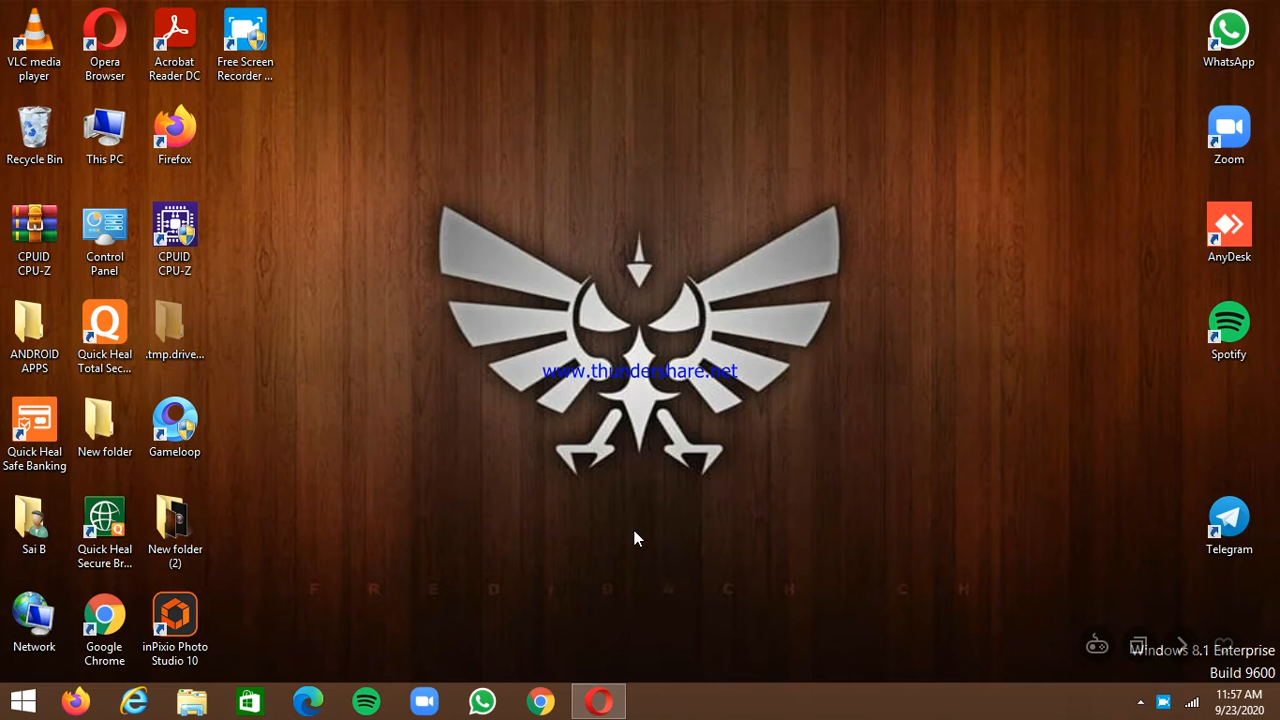 VLC media
player
Opera
Browser
Acrobat
Reader DC
Free Screen
Recorder ...
WhatsApp
Recycle Bin
This PC
Firefox
Zoom
CPUID
CPU-Z
Control
Panel
CPUID
CPU-Z
AnyDesk
ANDROID
APPS
Quick Heal
Total Sec...
.tmp.drive...
Spotify
www.thundershare.net
Quick Heal
Safe Banking
New folder
Gameloop
Sai B
Quick Heal
Secure Br...
New folder
(2)
Telegram
F R E D Y B A C H C H
Network
Google
Chrome
inPixio Photo
Studio 10
Windows 8.1 Enterprise
Build 9600
11:57 AM
9/23/2020